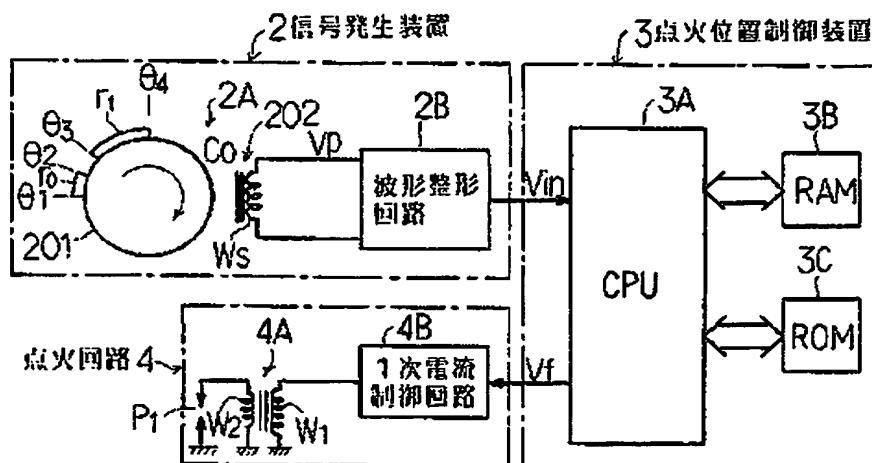 2信号発生装置
3点火位置制御装置
θ4
r1
2A
202
θ3
Co
Vp
2B
3A
3B
θ2
ro
θ1
波形整形
回路
Vin
RAM
201
Ws
CPU
3C
ROM
4A
4B
点火回路4
1次電流
制御回路
Vf
P1
W2
W1